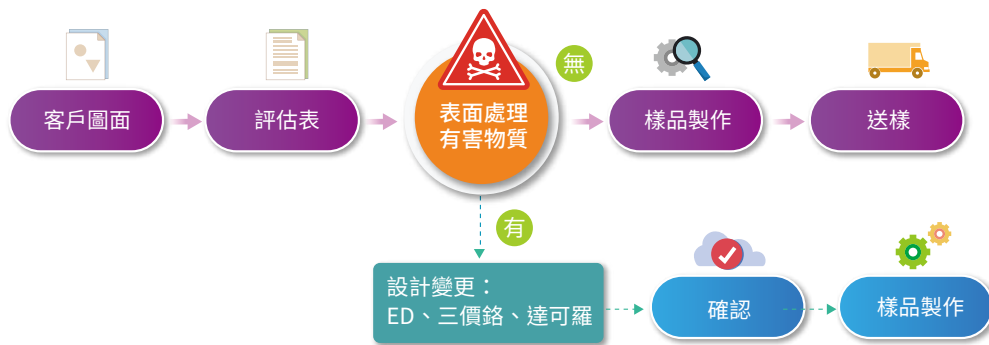 客戶圖面
評估表
表面處理
有害物質
無
樣品製作
送樣
有
設計變更：
ED、三價鉻、達可羅
確認
樣品製作